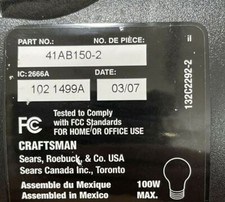 PART NO.: NO. DE PIÈCE:
41AB150-2
IC: 2666A DATE:
102 1499A 03/07
FC Tested to Comply
with FCC Standards
FOR HOME/OR OFFICE USE
CRAFTSMAN
Sears, Roebuck, & Co. USA
Sears Canada Inc., Toronto
Assemble du Mexique 100W
Assembled in Mexico MAX.
132C2292-2